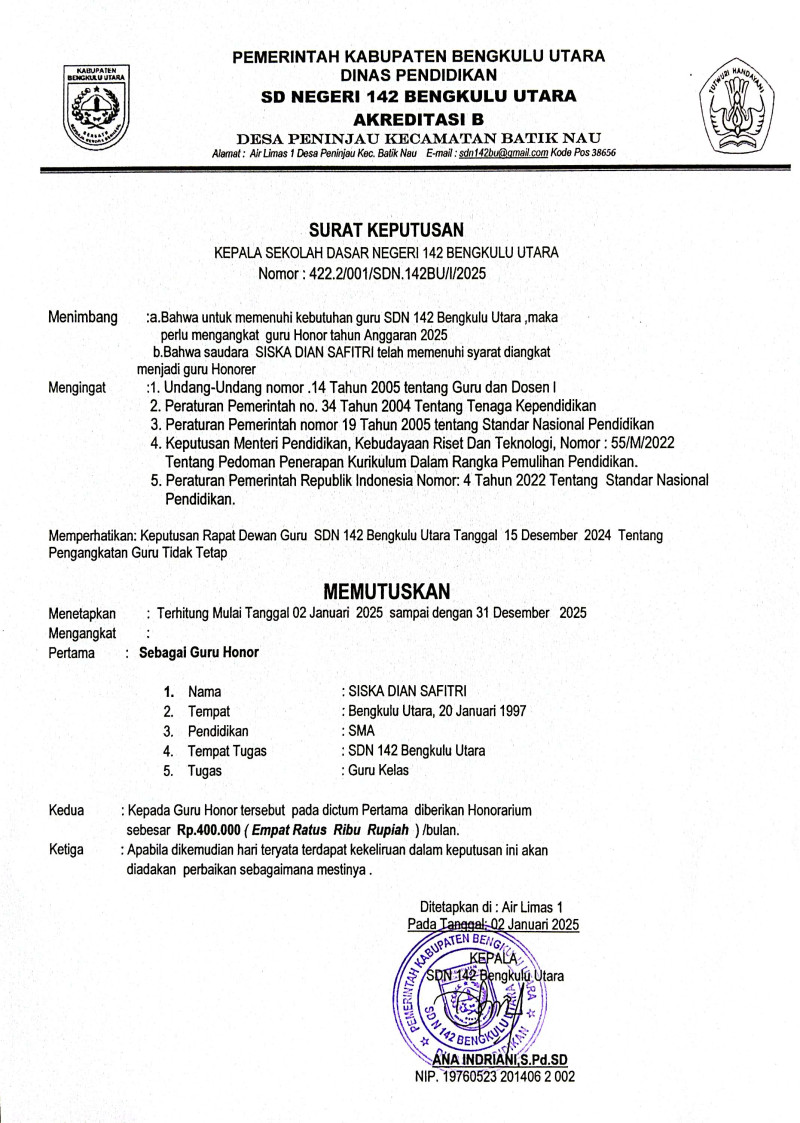 KABUPATEN
BENGKULU UTARA
TUTWURI HANDAYANI
PEMERINTAH KABUPATEN BENGKULU UTARA
DINAS PENDIDIKAN
SD NEGERI 142 BENGKULU UTARA
AKREDITASI B
DESA PENINJAU KECAMATAN BATIK NAU
Alamat : Air Limas 1 Desa Peninjau Kec. Batik Nau E-mail : sdn142bu@gmail.com Kode Pos 38656
SURAT KEPUTUSAN
KEPALA SEKOLAH DASAR NEGERI 142 BENGKULU UTARA
Nomor : 422.2/001/SDN.142BU/I/2025
Menimbang :a.Bahwa untuk memenuhi kebutuhan guru SDN 142 Bengkulu Utara ,maka
perlu mengangkat guru Honor tahun Anggaran 2025
b.Bahwa saudara SISKA DIAN SAFITRI telah memenuhi syarat diangkat
menjadi guru Honorer
Mengingat :1. Undang-Undang nomor .14 Tahun 2005 tentang Guru dan Dosen I
2. Peraturan Pemerintah no. 34 Tahun 2004 Tentang Tenaga Kependidikan
3. Peraturan Pemerintah nomor 19 Tahun 2005 tentang Standar Nasional Pendidikan
4. Keputusan Menteri Pendidikan, Kebudayaan Riset Dan Teknologi, Nomor : 55/M/2022
Tentang Pedoman Penerapan Kurikulum Dalam Rangka Pemulihan Pendidikan.
5. Peraturan Pemerintah Republik Indonesia Nomor: 4 Tahun 2022 Tentang Standar Nasional
Pendidikan.
Memperhatikan: Keputusan Rapat Dewan Guru SDN 142 Bengkulu Utara Tanggal 15 Desember 2024 Tentang
Pengangkatan Guru Tidak Tetap
MEMUTUSKAN
Menetapkan : Terhitung Mulai Tanggal 02 Januari 2025 sampai dengan 31 Desember 2025
Mengangkat :
Pertama : Sebagai Guru Honor
1. Nama : SISKA DIAN SAFITRI
2. Tempat : Bengkulu Utara, 20 Januari 1997
3. Pendidikan : SMA
4. Tempat Tugas : SDN 142 Bengkulu Utara
5. Tugas : Guru Kelas
Kedua : Kepada Guru Honor tersebut pada dictum Pertama diberikan Honorarium
sebesar Rp.400.000 ( Empat Ratus Ribu Rupiah ) /bulan.
Ketiga : Apabila dikemudian hari teryata terdapat kekeliruan dalam keputusan ini akan
diadakan perbaikan sebagaimana mestinya .
Ditetapkan di : Air Limas 1
Pada Tanggal: 02 Januari 2025
KEPALA
SDN 142 Bengkulu Utara
PEMERINTAH KABUPATEN BENGKULU UTARA
SD N 142 BENGKULU UTARA
ANA INDRIANI,S.Pd.SD
NIP. 19760523 201406 2 002